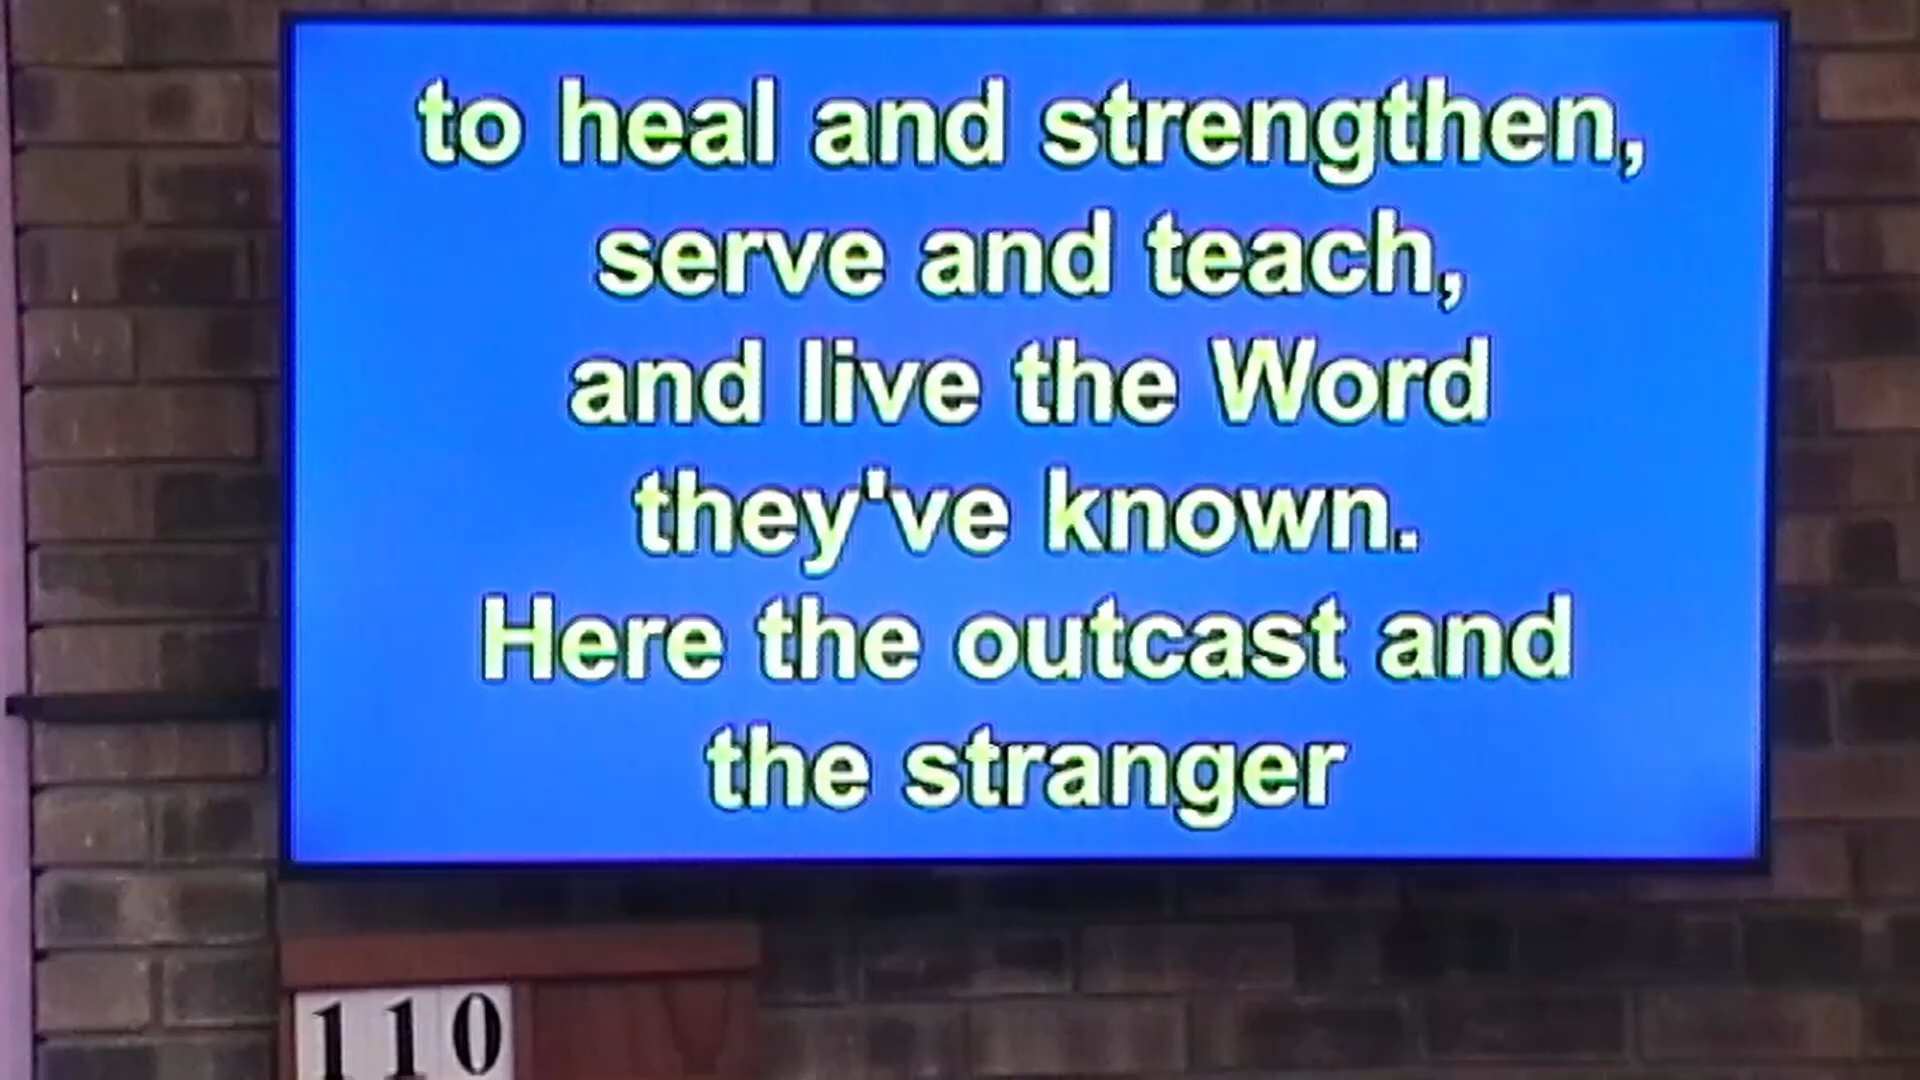 to heal and strengthen,
serve and teach,
and live the Word
they've known.
Here the outcast and
the stranger
110